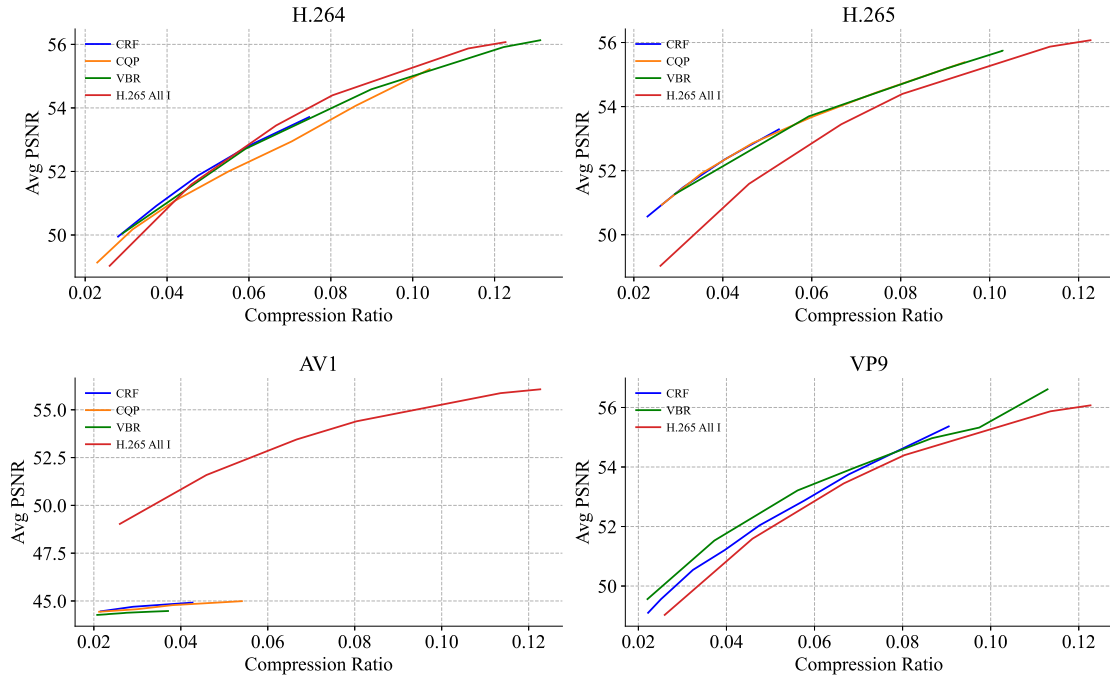 H.264
Avg PSNR
56
54
52
50
CRF
CQP
VBR
H.265 All I
0.02 0.04 0.06 0.08 0.10 0.12
Compression Ratio
H.265
Avg PSNR
56
54
52
50
CRF
CQP
VBR
H.265 All I
0.02 0.04 0.06 0.08 0.10 0.12
Compression Ratio
AV1
Avg PSNR
55.0
52.5
50.0
47.5
45.0
CRF
CQP
VBR
H.265 All I
0.02 0.04 0.06 0.08 0.10 0.12
Compression Ratio
VP9
Avg PSNR
56
54
52
50
CRF
VBR
H.265 All I
0.02 0.04 0.06 0.08 0.10 0.12
Compression Ratio